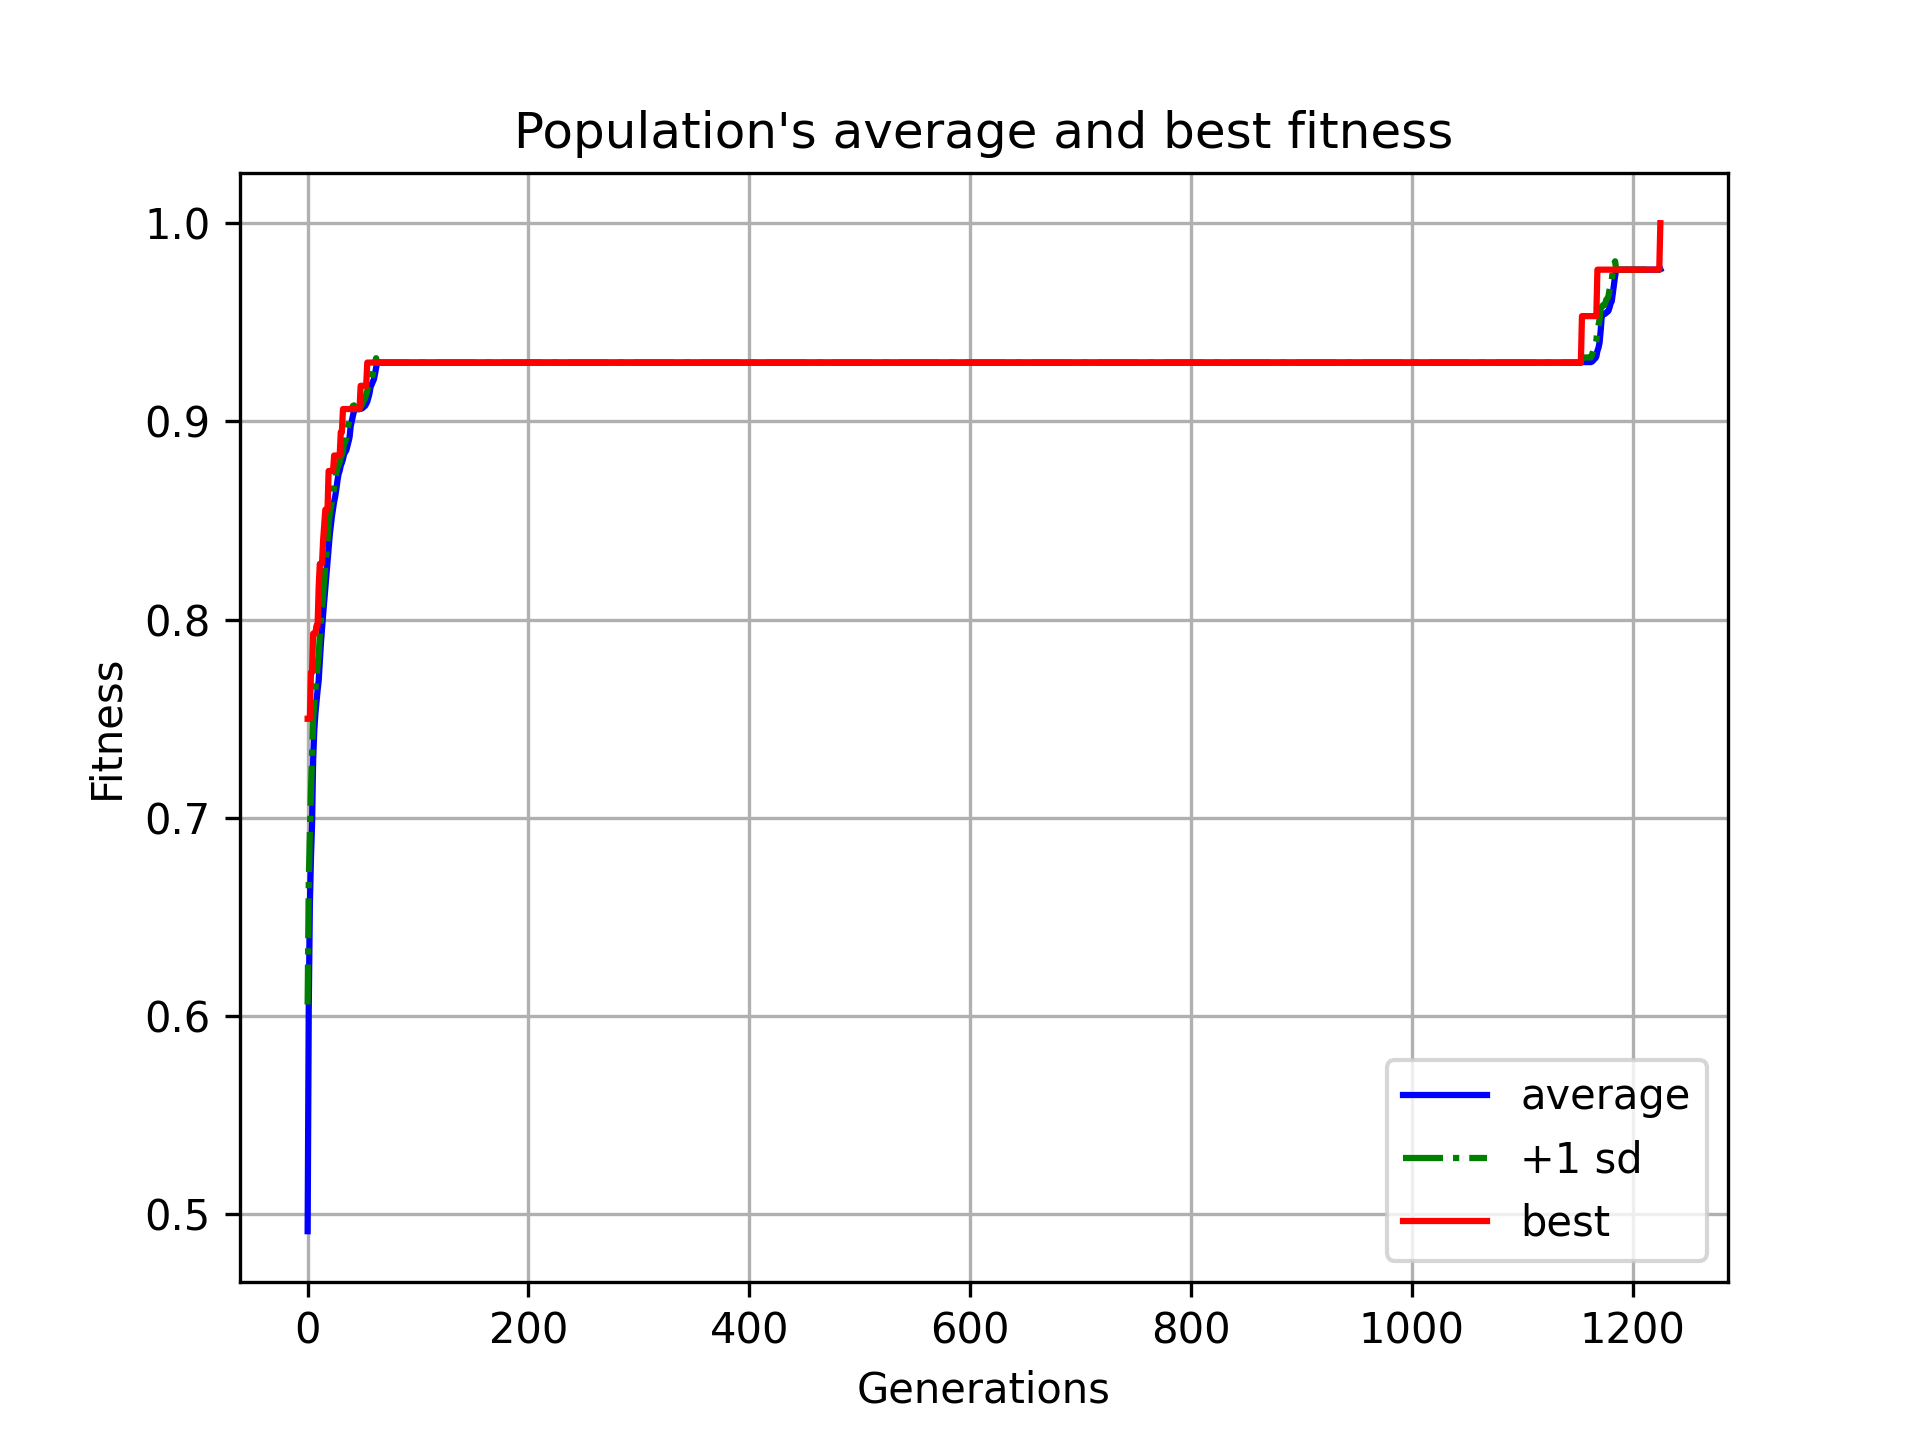 Population's average and best fitness
1.0
0.9
0.8
0.7
0.6
0.5
Fitness
0 200 400 600 800 1000 1200
Generations
average
+1 sd
best